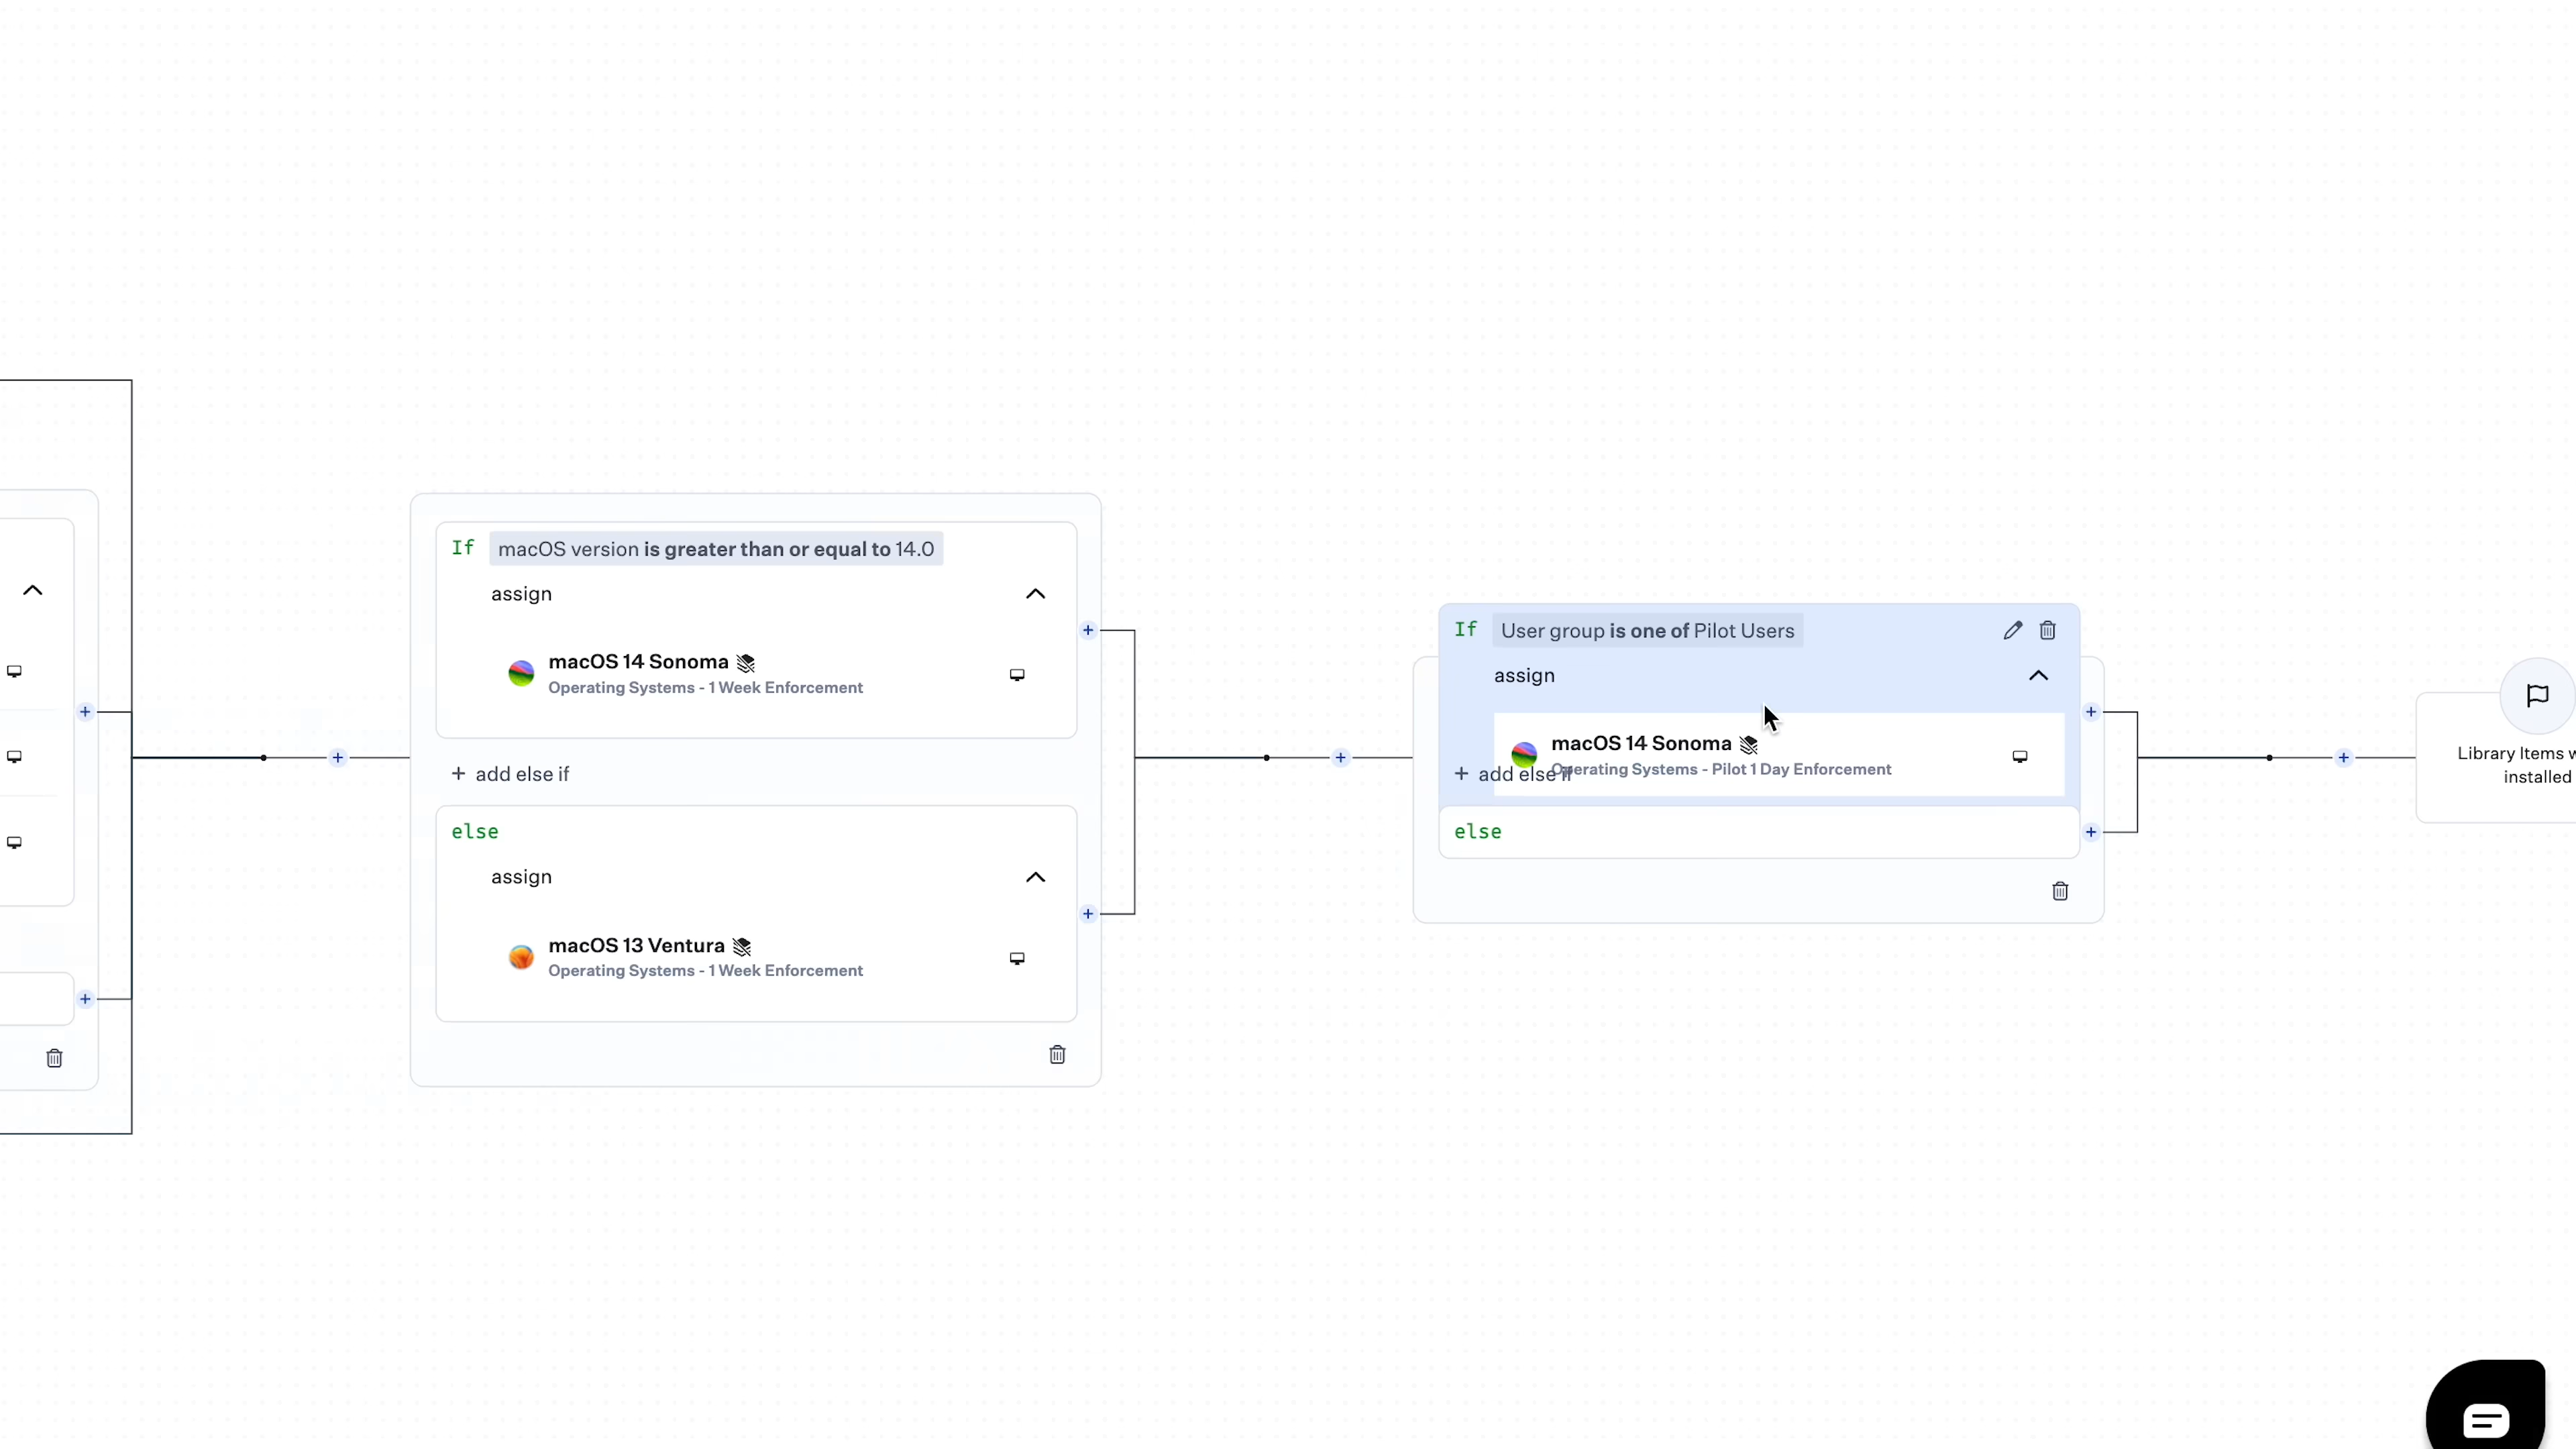 If macOS version is greater than or equal to 14.0
assign
macOS 14 Sonoma
Operating Systems - 1 Week Enforcement
+ add else if
else
assign
macOS 13 Ventura
Operating Systems - 1 Week Enforcement
If User group is one of Pilot Users
assign
macOS 14 Sonoma
Operating Systems - Pilot 1 Day Enforcement
+ add else if
else
Library Items
installed